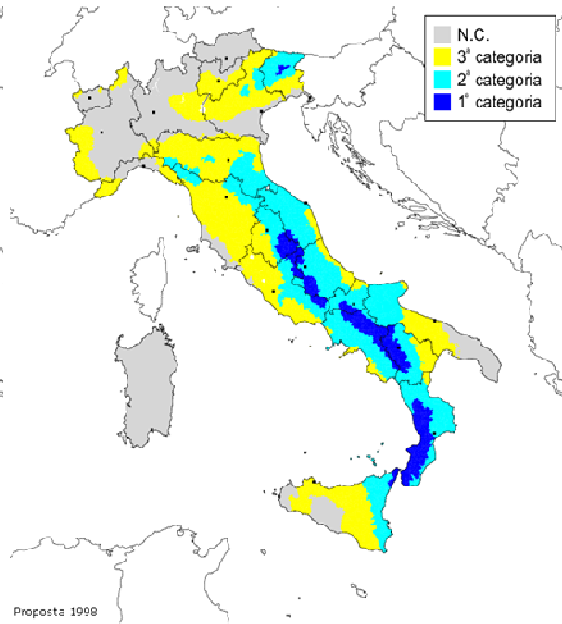 N.C.
3ª categoria
2ª categoria
1ª categoria
Proposta 1998